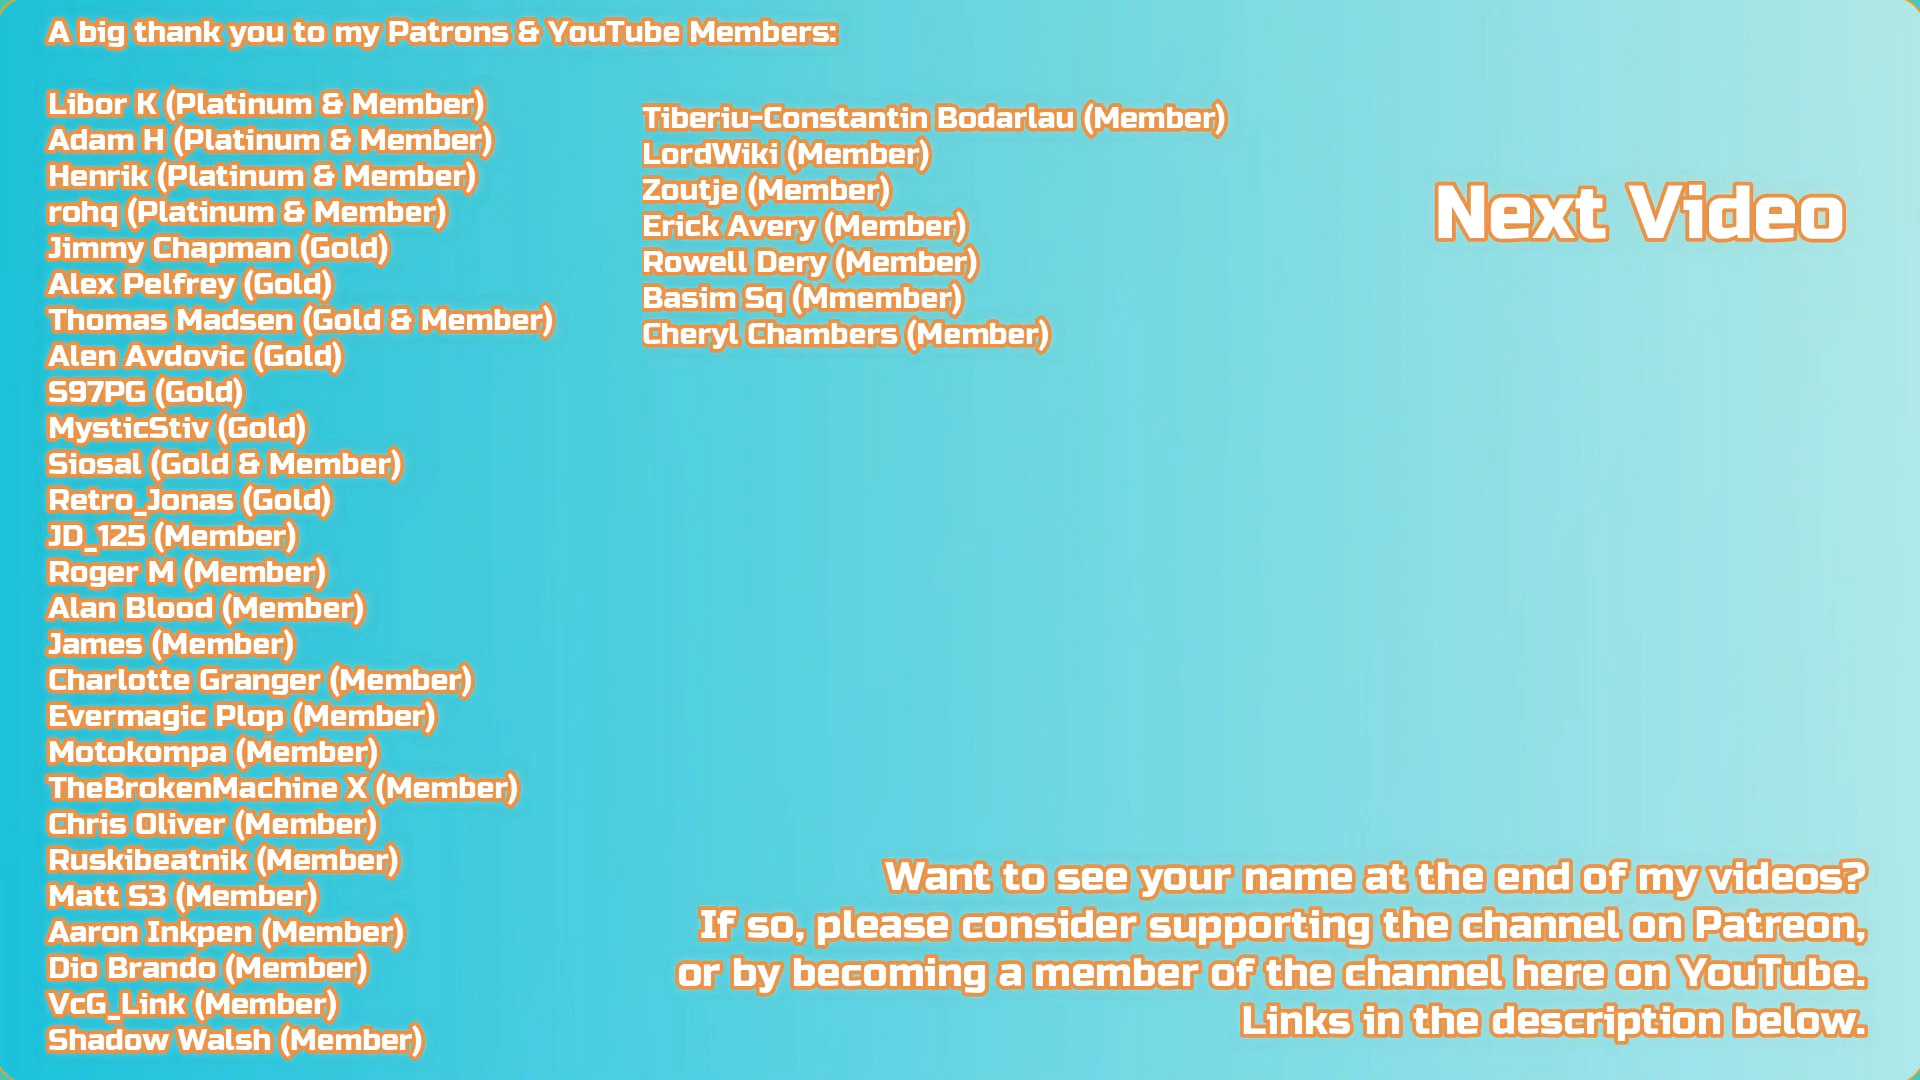 A big thank you to my Patrons & YouTube Members:
Libor K (Platinum & Member)
Adam H (Platinum & Member)
Henrik (Platinum & Member)
rohq (Platinum & Member)
Jimmy Chapman (Gold)
Alex Pelfrey (Gold)
Thomas Madsen (Gold & Member)
Alen Avdovic (Gold)
S97PG (Gold)
MysticStiv (Gold)
Siosal (Gold & Member)
Retro_Jonas (Gold)
JD_125 (Member)
Roger M (Member)
Alan Blood (Member)
James (Member)
Charlotte Granger (Member)
Evermagic Plop (Member)
Motokompa (Member)
TheBrokenMachine X (Member)
Chris Oliver (Member)
Ruskibeatnik (Member)
Matt S3 (Member)
Aaron Inkpen (Member)
Dio Brando (Member)
VcG_Link (Member)
Shadow Walsh (Member)
Tiberiu-Constantin Bodarlau (Member)
LordWiki (Member)
Zoutje (Member)
Erick Avery (Member)
Rowell Dery (Member)
Basim Sq (Mmember)
Cheryl Chambers (Member)
Next Video
Want to see your name at the end of my videos?
If so, please consider supporting the channel on Patreon,
or by becoming a member of the channel here on YouTube.
Links in the description below.